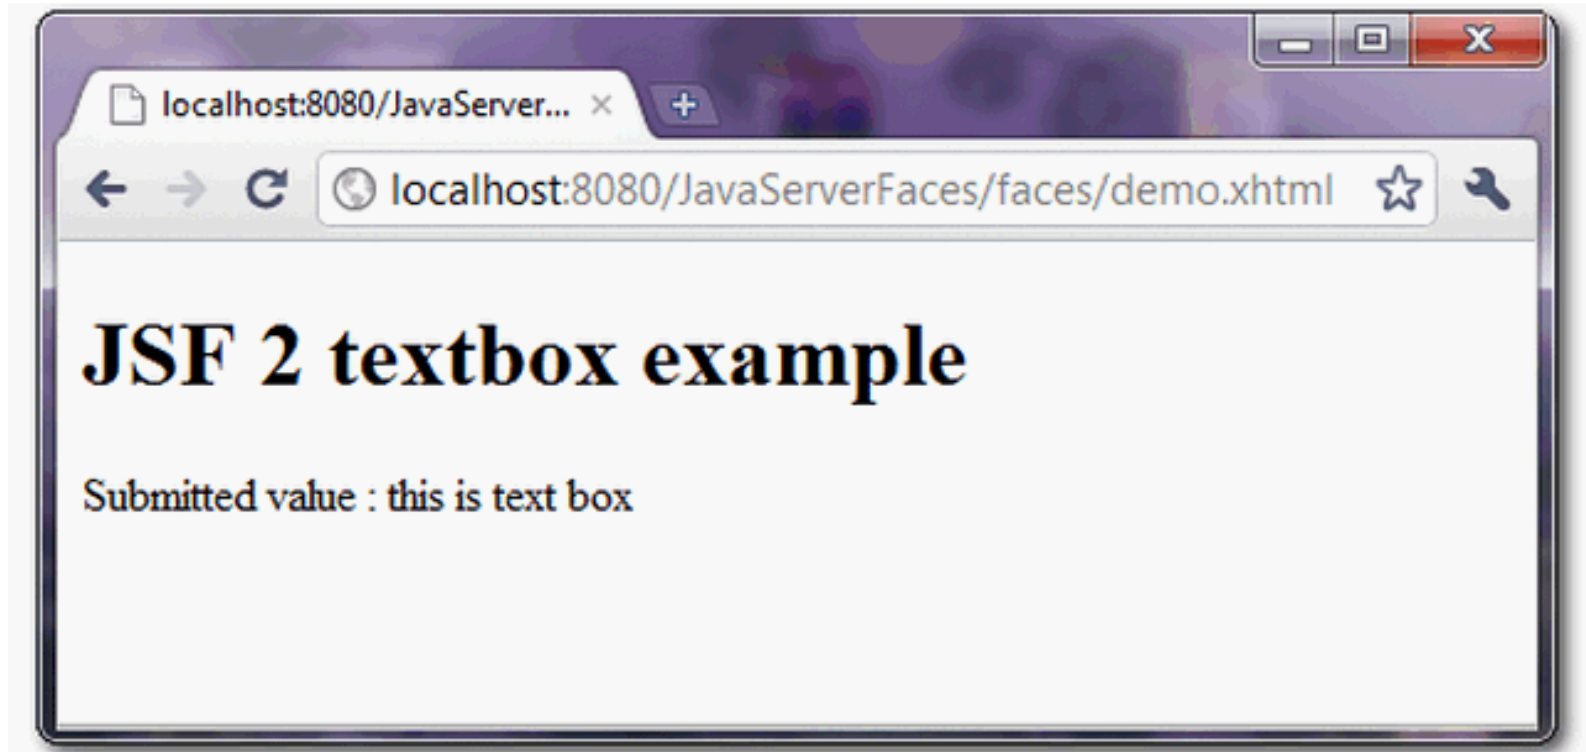 localhost:8080/JavaServer...
localhost:8080/JavaServerFaces/faces/demo.xhtml
JSF 2 textbox example
Submitted value : this is text box